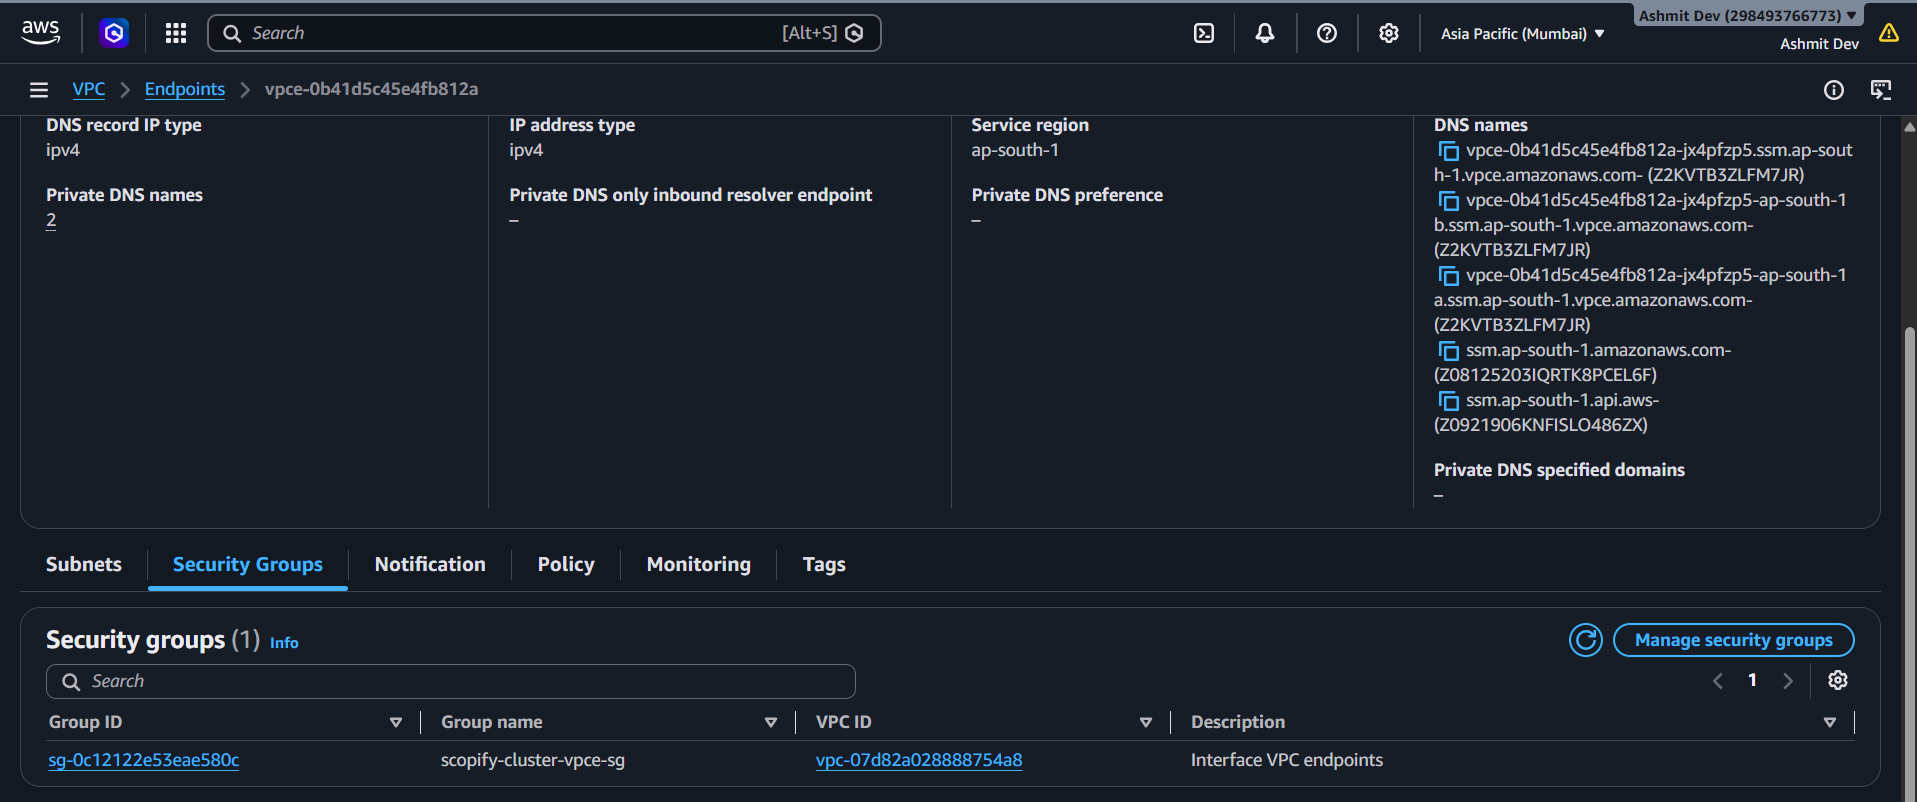 aws
Search
[Alt+S]
Asia Pacific (Mumbai)
Ashmit Dev (298493766773)
Ashmit Dev
VPC
Endpoints
vpce-0b41d5c45e4fb812a
DNS record IP type
ipv4
IP address type
ipv4
Service region
ap-south-1
DNS names
vpce-0b41d5c45e4fb812a-jx4pfzp5.ssm.ap-sout
h-1.vpce.amazonaws.com- (Z2KVTB3ZLFM7JR)
vpce-0b41d5c45e4fb812a-jx4pfzp5-ap-south-1
b.ssm.ap-south-1.vpce.amazonaws.com-
(Z2KVTB3ZLFM7JR)
vpce-0b41d5c45e4fb812a-jx4pfzp5-ap-south-1
a.ssm.ap-south-1.vpce.amazonaws.com-
(Z2KVTB3ZLFM7JR)
ssm.ap-south-1.amazonaws.com-
(Z08125203IQRTK8PCEL6F)
ssm.ap-south-1.api.aws-
(Z0921906KNFISLO486ZX)
Private DNS names
2
Private DNS only inbound resolver endpoint
–
Private DNS preference
–
Private DNS specified domains
–
Subnets
Security Groups
Notification
Policy
Monitoring
Tags
Security groups (1) Info
Manage security groups
Search
1
Group ID
Group name
VPC ID
Description
sg-0c12122e53eae580c
scopify-cluster-vpce-sg
vpc-07d82a028888754a8
Interface VPC endpoints